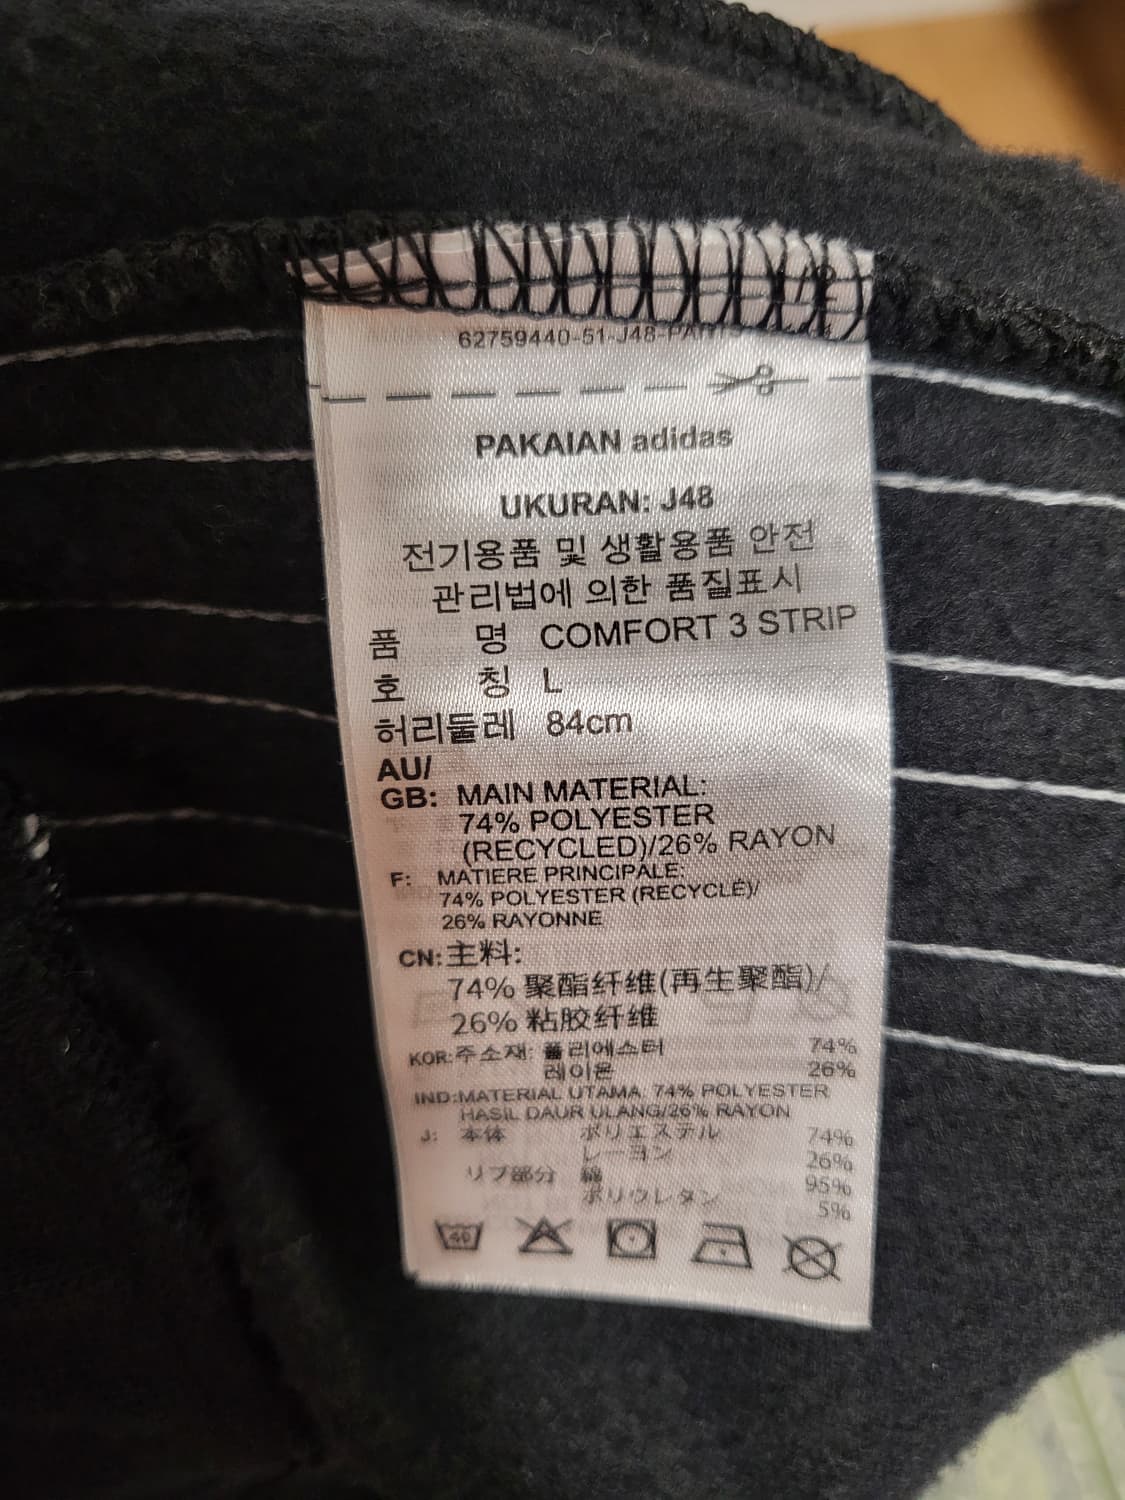 62759440-51-J48-PANT
PAKAIAN adidas
UKURAN: J48
전기용품 및 생활용품 안전
관리법에 의한 품질표시
품 명 COMFORT 3 STRIP
호 칭 L
허리둘레 84cm
AU/
GB: MAIN MATERIAL:
74% POLYESTER
(RECYCLED)/26% RAYON
F: MATIERE PRINCIPALE:
74% POLYESTER (RECYCLÉ)/
26% RAYONNE
CN:主料:
74% 聚酯纤维(再生聚酯)/
26% 粘胶纤维
KOR:주소재: 폴리에스터 74%
레이온 26%
IND:MATERIAL UTAMA: 74% POLYESTER
HASIL DAUR ULANG/26% RAYON
J: 本体 ポリエステル 74%
レーヨン 26%
リブ部分 綿 95%
ポリウレタン 5%
40